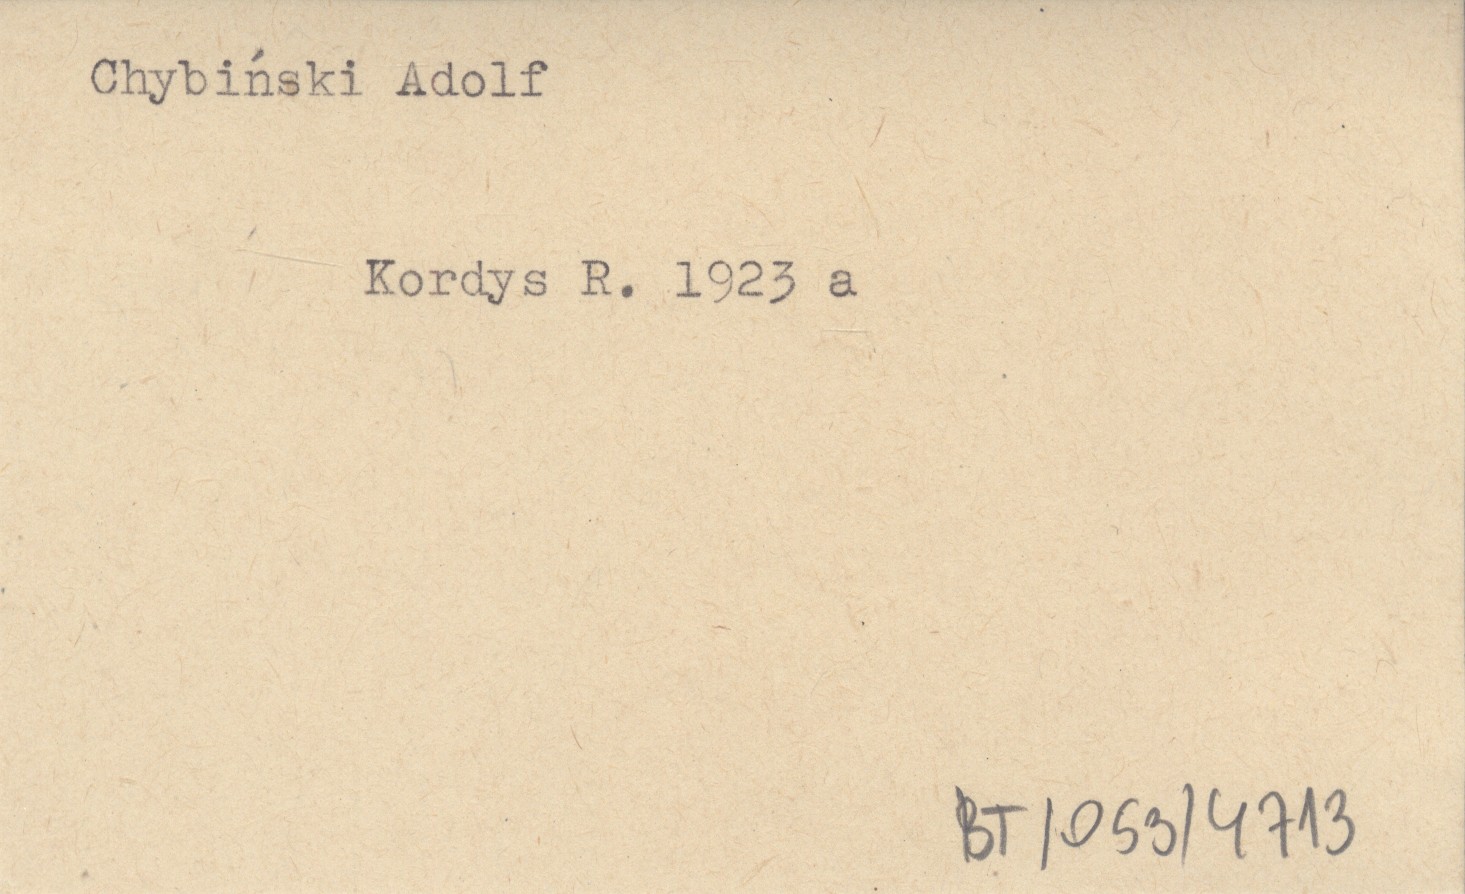 Chybiński Adolf
Kordys R. 1923 a
BT/053/4713